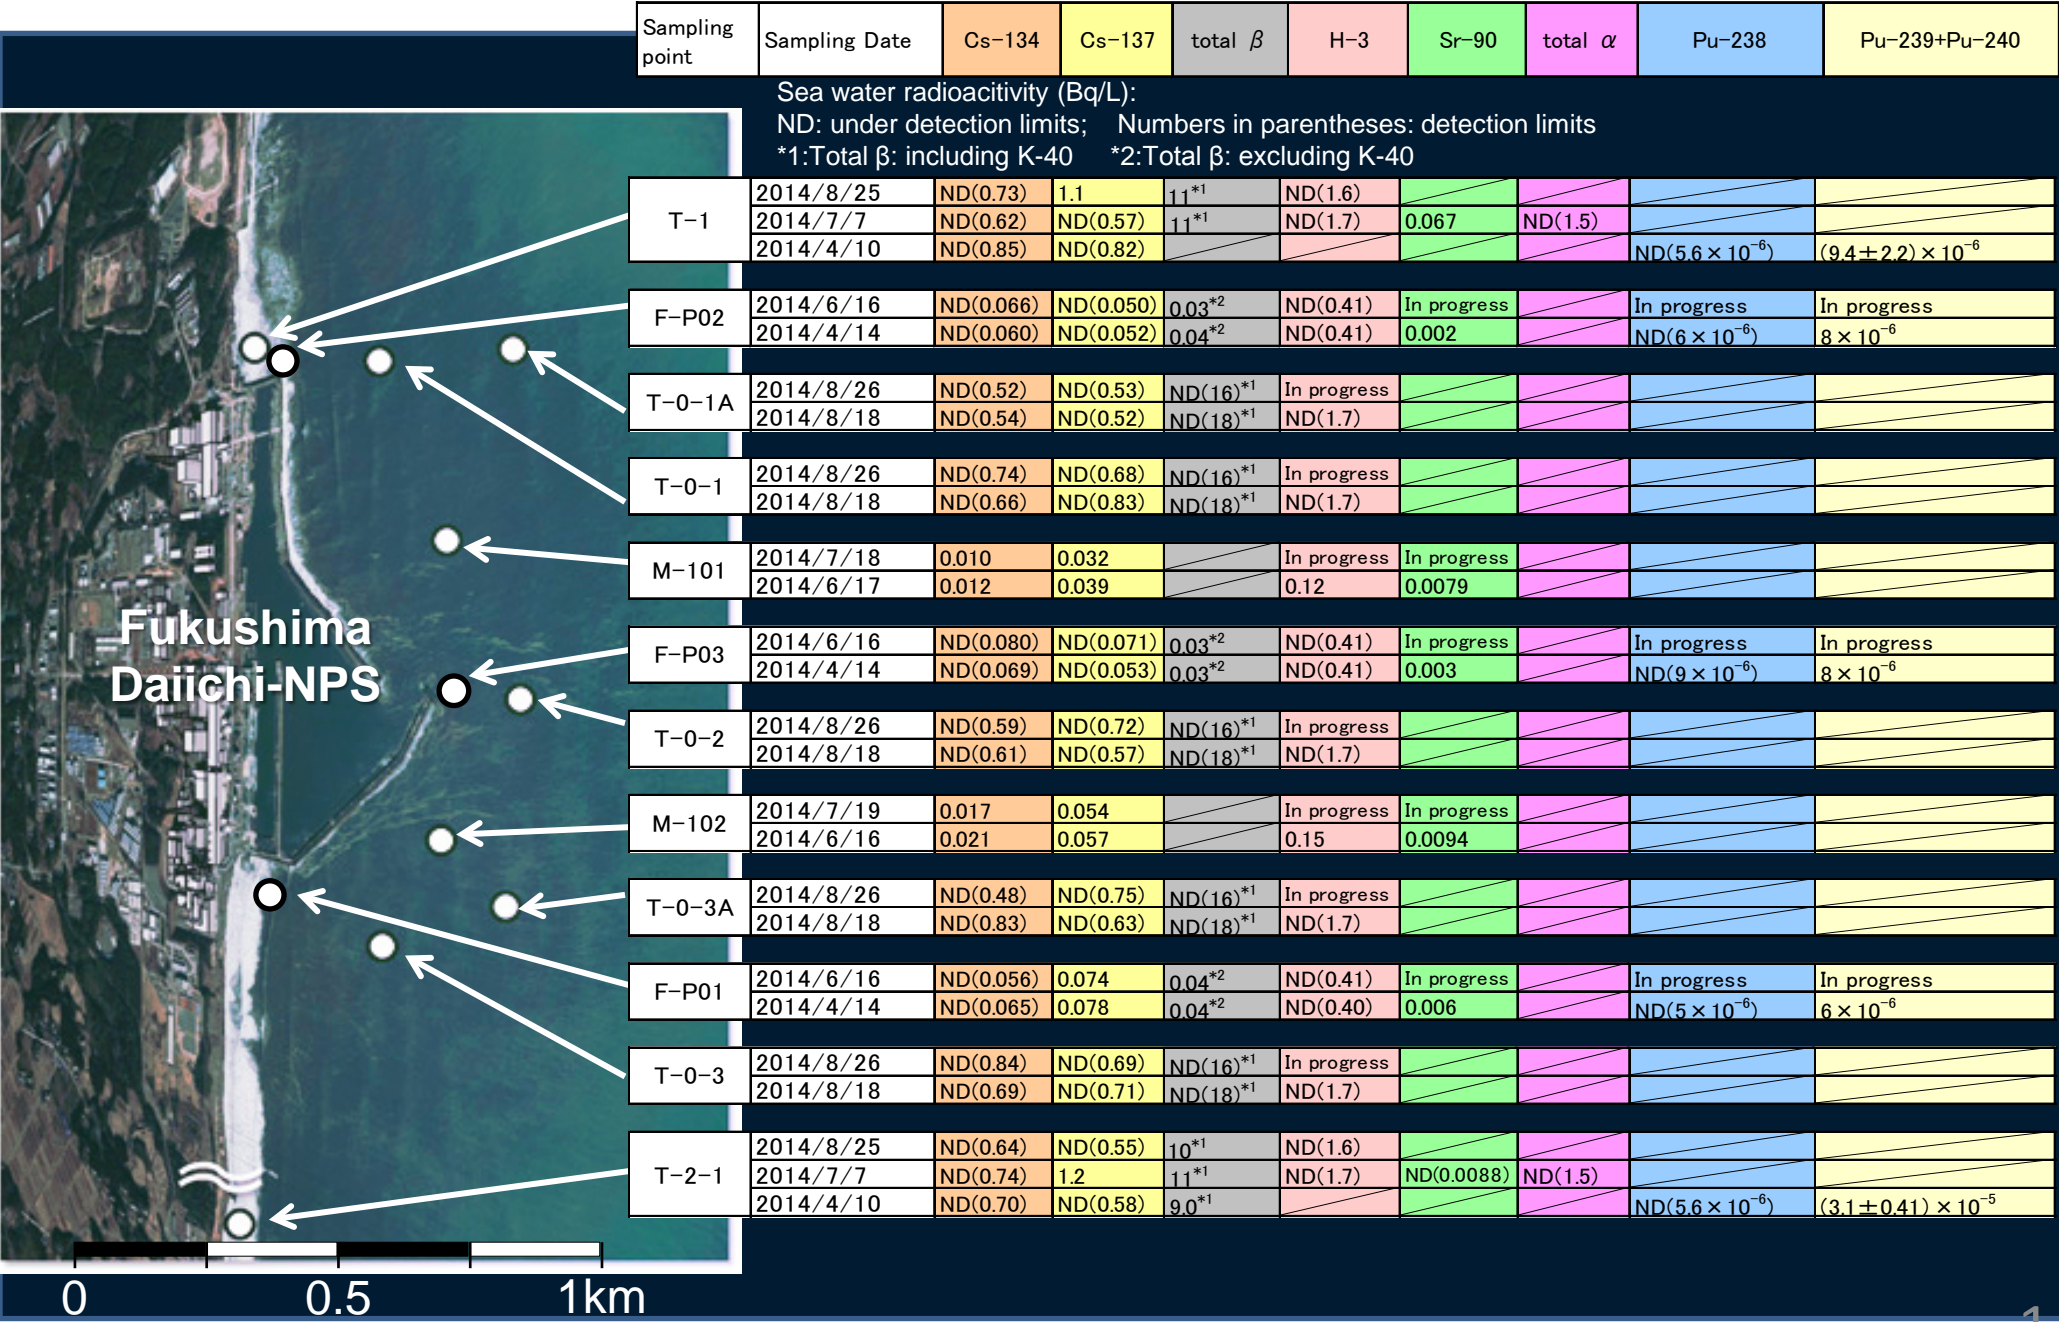 Sampling point Sampling Date Cs-134 Cs-137 total β H-3 Sr-90 total α Pu-238 Pu-239+Pu-240
Sea water radioacitivity (Bq/L):
ND: under detection limits; Numbers in parentheses: detection limits
*1:Total β: including K-40 *2:Total β: excluding K-40
T-1
2014/8/25 ND(0.73) 1.1 11*1 ND(1.6)
2014/7/7 ND(0.62) ND(0.57) 11*1 ND(1.7) 0.067 ND(1.5)
2014/4/10 ND(0.85) ND(0.82) ND(5.6×10⁻⁶) (9.4±2.2)×10⁻⁶
F-P02
2014/6/16 ND(0.066) ND(0.050) 0.03*2 ND(0.41) In progress In progress In progress
2014/4/14 ND(0.060) ND(0.052) 0.04*2 ND(0.41) 0.002 ND(6×10⁻⁶) 8×10⁻⁶
T-0-1A
2014/8/26 ND(0.52) ND(0.53) ND(16)*1 In progress
2014/8/18 ND(0.54) ND(0.52) ND(18)*1 ND(1.7)
T-0-1
2014/8/26 ND(0.74) ND(0.68) ND(16)*1 In progress
2014/8/18 ND(0.66) ND(0.83) ND(18)*1 ND(1.7)
M-101
2014/7/18 0.010 0.032 In progress In progress
2014/6/17 0.012 0.039 0.12 0.0079
F-P03
2014/6/16 ND(0.080) ND(0.071) 0.03*2 ND(0.41) In progress In progress In progress
2014/4/14 ND(0.069) ND(0.053) 0.03*2 ND(0.41) 0.003 ND(9×10⁻⁶) 8×10⁻⁶
T-0-2
2014/8/26 ND(0.59) ND(0.72) ND(16)*1 In progress
2014/8/18 ND(0.61) ND(0.57) ND(18)*1 ND(1.7)
M-102
2014/7/19 0.017 0.054 In progress In progress
2014/6/16 0.021 0.057 0.15 0.0094
T-0-3A
2014/8/26 ND(0.48) ND(0.75) ND(16)*1 In progress
2014/8/18 ND(0.83) ND(0.63) ND(18)*1 ND(1.7)
F-P01
2014/6/16 ND(0.056) 0.074 0.04*2 ND(0.41) In progress In progress In progress
2014/4/14 ND(0.065) 0.078 0.04*2 ND(0.40) 0.006 ND(5×10⁻⁶) 6×10⁻⁶
T-0-3
2014/8/26 ND(0.84) ND(0.69) ND(16)*1 In progress
2014/8/18 ND(0.69) ND(0.71) ND(18)*1 ND(1.7)
T-2-1
2014/8/25 ND(0.64) ND(0.55) 10*1 ND(1.6)
2014/7/7 ND(0.74) 1.2 11*1 ND(1.7) ND(0.0088) ND(1.5)
2014/4/10 ND(0.70) ND(0.58) 9.0*1 ND(5.6×10⁻⁶) (3.1±0.41)×10⁻⁵
Fukushima
Daiichi-NPS
0 0.5 1km
1